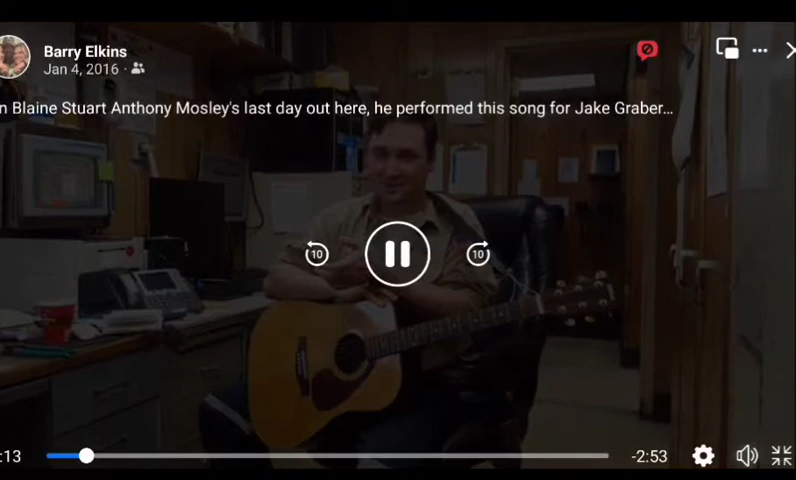 Barry Elkins
Jan 4, 2016 ·
n Blaine Stuart Anthony Mosley's last day out here, he performed this song for Jake Graber...
10
10
:13
-2:53